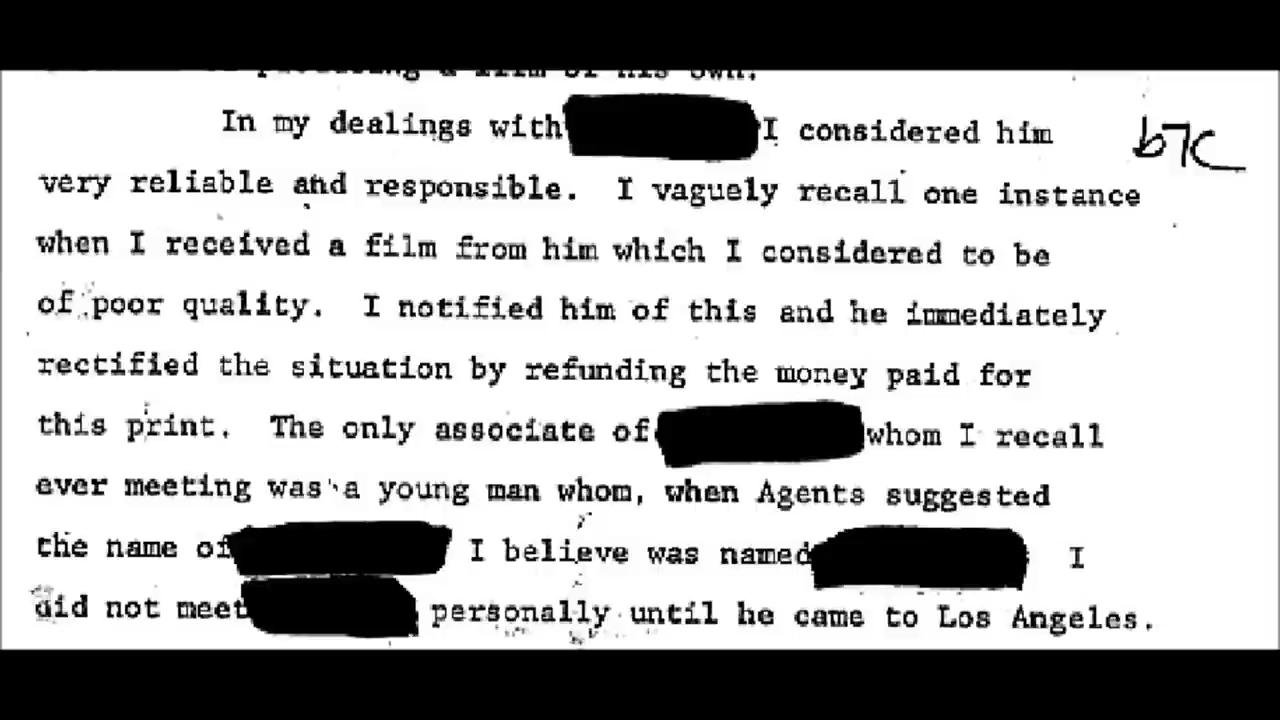 a film of his own.
In my dealings with I considered him
b7C
very reliable and responsible. I vaguely recall one instance
when I received a film from him which I considered to be
of poor quality. I notified him of this and he immediately
rectified the situation by refunding the money paid for
this print. The only associate of whom I recall
ever meeting was a young man whom, when Agents suggested
the name of I believe was named I
did not meet personally until he came to Los Angeles.